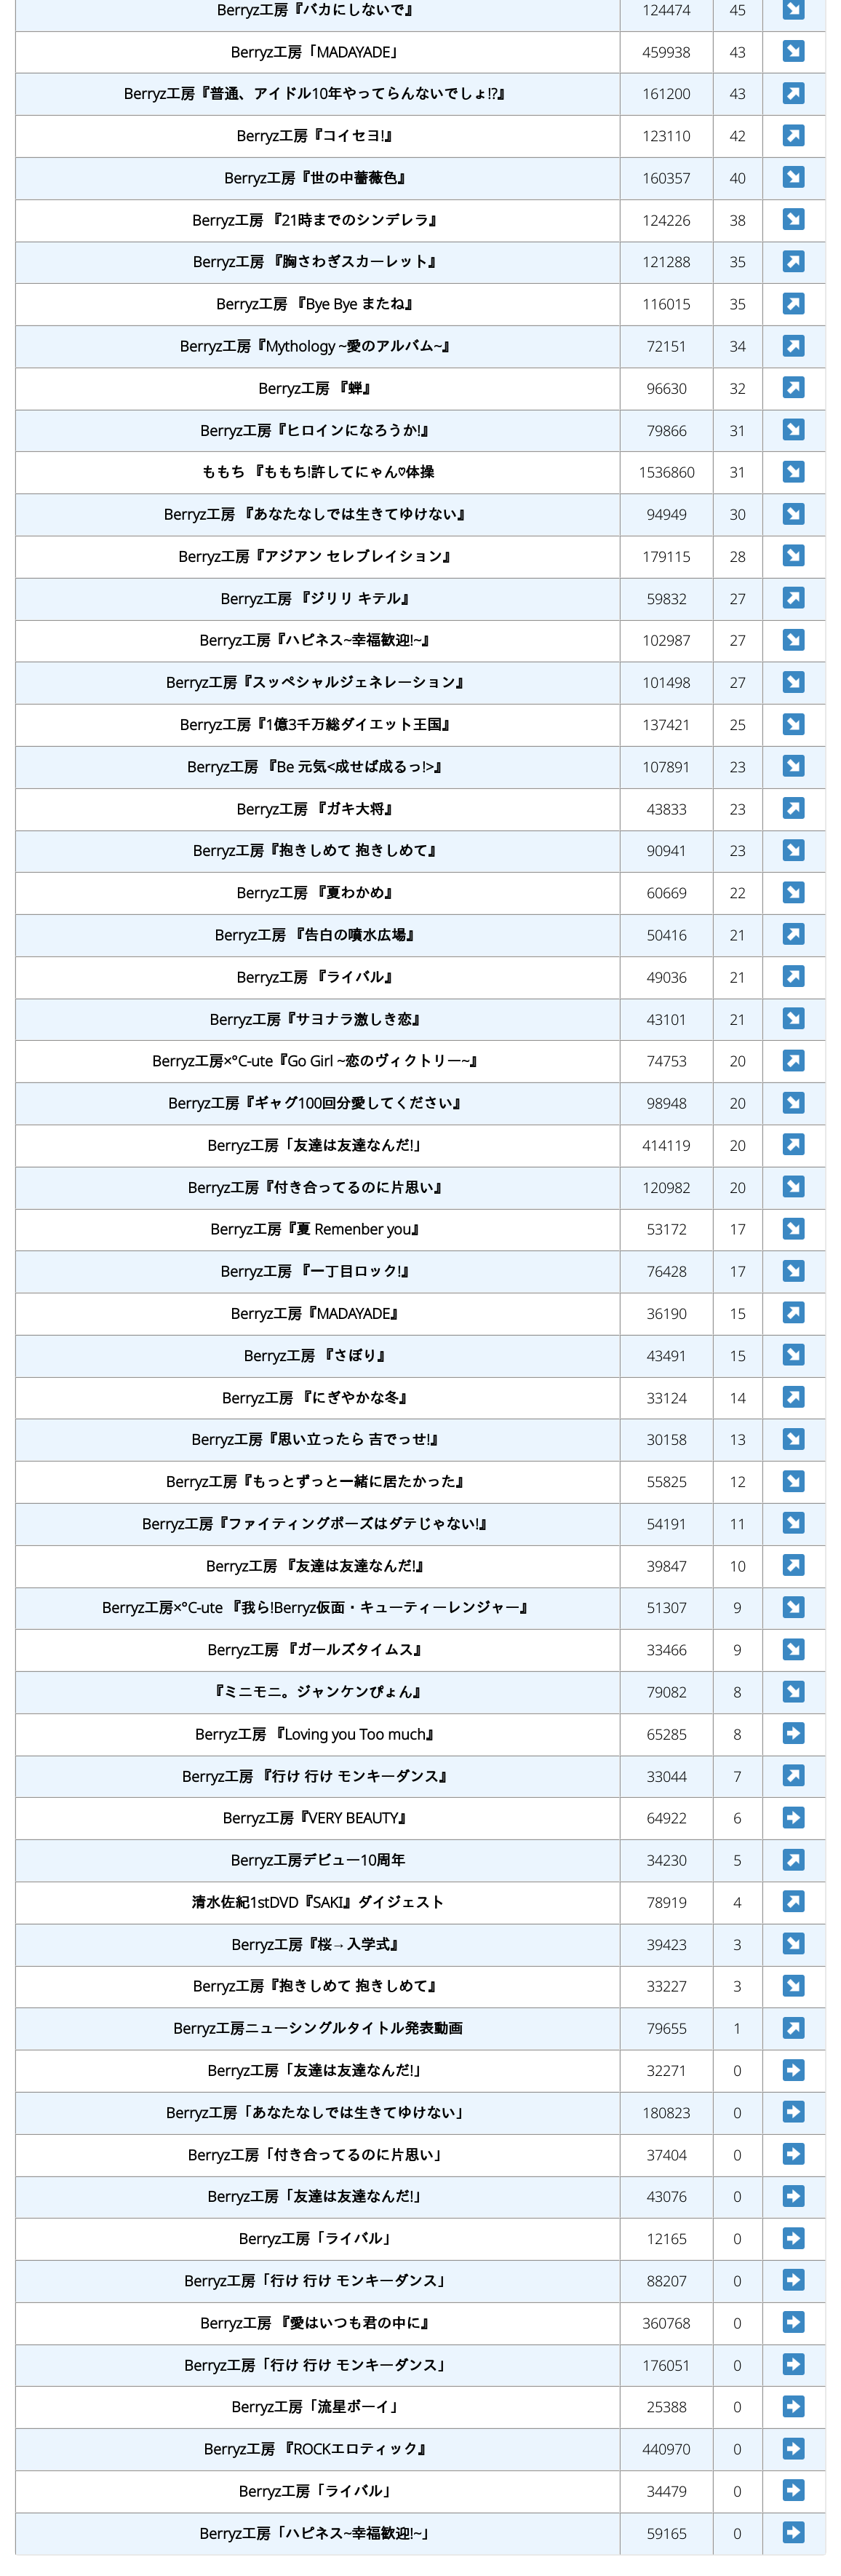 Berryz工房『バカにしないで』 124474 45
Berryz工房「MADAYADE」 459938 43
Berryz工房『普通、アイドル10年やってらんないでしょ!?』 161200 43
Berryz工房『コイセヨ!』 123110 42
Berryz工房『世の中薔薇色』 160357 40
Berryz工房 『21時までのシンデレラ』 124226 38
Berryz工房 『胸さわぎスカーレット』 121288 35
Berryz工房 『Bye Bye またね』 116015 35
Berryz工房『Mythology ~愛のアルバム~』 72151 34
Berryz工房 『蝉』 96630 32
Berryz工房『ヒロインになろうか!』 79866 31
ももち 『ももち!許してにゃん♡体操 1536860 31
Berryz工房 『あなたなしでは生きてゆけない』 94949 30
Berryz工房『アジアン セレブレイション』 179115 28
Berryz工房 『ジリリ キテル』 59832 27
Berryz工房『ハピネス~幸福歓迎!~』 102987 27
Berryz工房『スッペシャルジェネレ～ション』 101498 27
Berryz工房『1億3千万総ダイエット王国』 137421 25
Berryz工房 『Be 元気<成せば成るっ!>』 107891 23
Berryz工房 『ガキ大将』 43833 23
Berryz工房『抱きしめて 抱きしめて』 90941 23
Berryz工房 『夏わかめ』 60669 22
Berryz工房 『告白の噴水広場』 50416 21
Berryz工房 『ライバル』 49036 21
Berryz工房『サヨナラ激しき恋』 43101 21
Berryz工房×°C-ute『Go Girl ~恋のヴィクトリー~』 74753 20
Berryz工房『ギャグ100回分愛してください』 98948 20
Berryz工房「友達は友達なんだ!」 414119 20
Berryz工房『付き合ってるのに片思い』 120982 20
Berryz工房『夏 Remenber you』 53172 17
Berryz工房 『一丁目ロック!』 76428 17
Berryz工房『MADAYADE』 36190 15
Berryz工房 『さぼり』 43491 15
Berryz工房 『にぎやかな冬』 33124 14
Berryz工房『思い立ったら 吉でっせ!』 30158 13
Berryz工房『もっとずっと一緒に居たかった』 55825 12
Berryz工房『ファイティングポーズはダテじゃない!』 54191 11
Berryz工房 『友達は友達なんだ!』 39847 10
Berryz工房×°C-ute 『我ら!Berryz仮面・キューティーレンジャー』 51307 9
Berryz工房 『ガールズタイムス』 33466 9
『ミニモニ。ジャンケンぴょん』 79082 8
Berryz工房 『Loving you Too much』 65285 8
Berryz工房 『行け 行け モンキーダンス』 33044 7
Berryz工房『VERY BEAUTY』 64922 6
Berryz工房デビュー10周年 34230 5
清水佐紀1stDVD『SAKI』ダイジェスト 78919 4
Berryz工房『桜→入学式』 39423 3
Berryz工房『抱きしめて 抱きしめて』 33227 3
Berryz工房ニューシングルタイトル発表動画 79655 1
Berryz工房「友達は友達なんだ!」 32271 0
Berryz工房「あなたなしでは生きてゆけない」 180823 0
Berryz工房「付き合ってるのに片思い」 37404 0
Berryz工房「友達は友達なんだ!」 43076 0
Berryz工房「ライバル」 12165 0
Berryz工房「行け 行け モンキーダンス」 88207 0
Berryz工房 『愛はいつも君の中に』 360768 0
Berryz工房「行け 行け モンキーダンス」 176051 0
Berryz工房「流星ボーイ」 25388 0
Berryz工房 『ROCKエロティック』 440970 0
Berryz工房「ライバル」 34479 0
Berryz工房「ハピネス~幸福歓迎!~」 59165 0